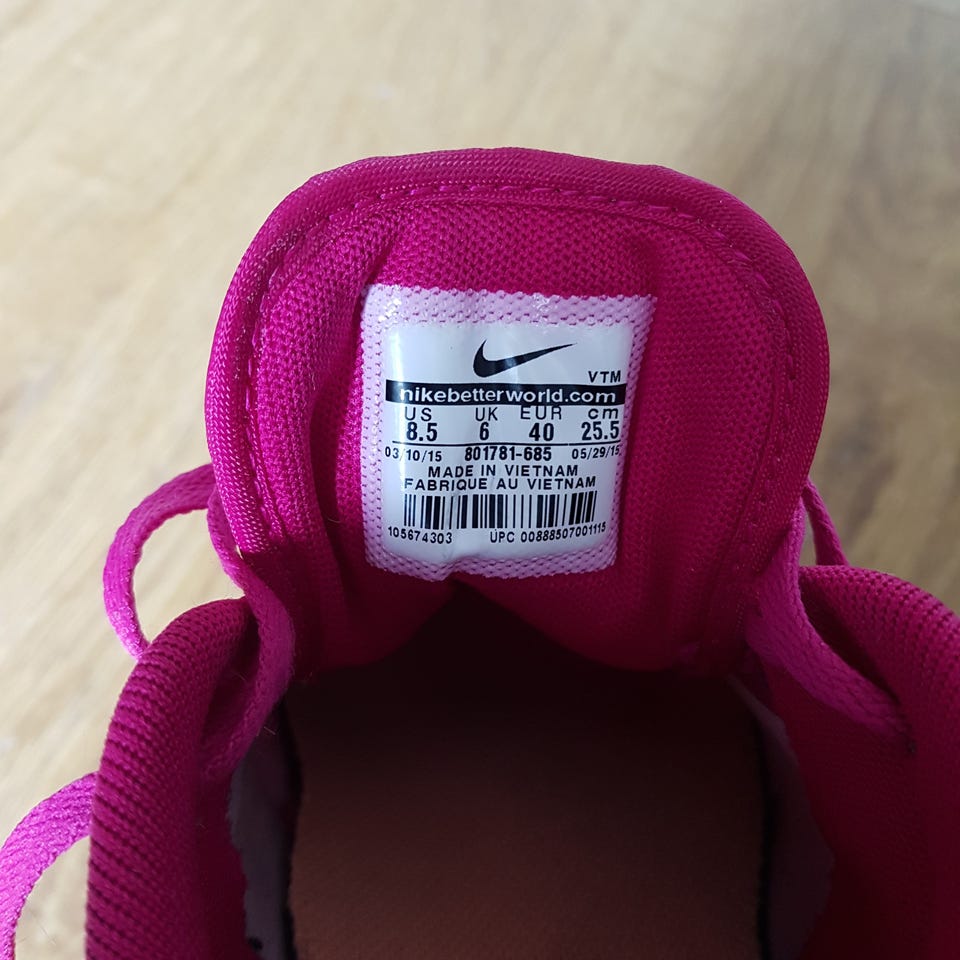 VTM
nikebetterworld.com
US UK EUR cm
8.5 6 40 25.5
03/10/15 801781-685 05/29/15
MADE IN VIETNAM
FABRIQUE AU VIETNAM
105674303 UPC 00888507001115